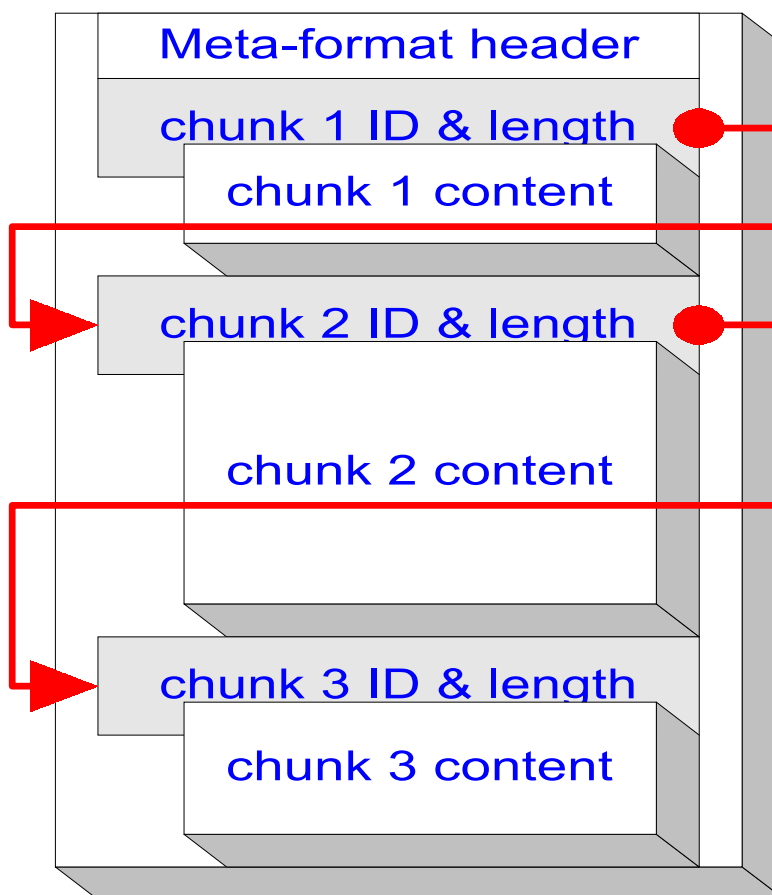 Meta-format header
chunk 1 ID & length
chunk 1 content
chunk 2 ID & length
chunk 2 content
chunk 3 ID & length
chunk 3 content